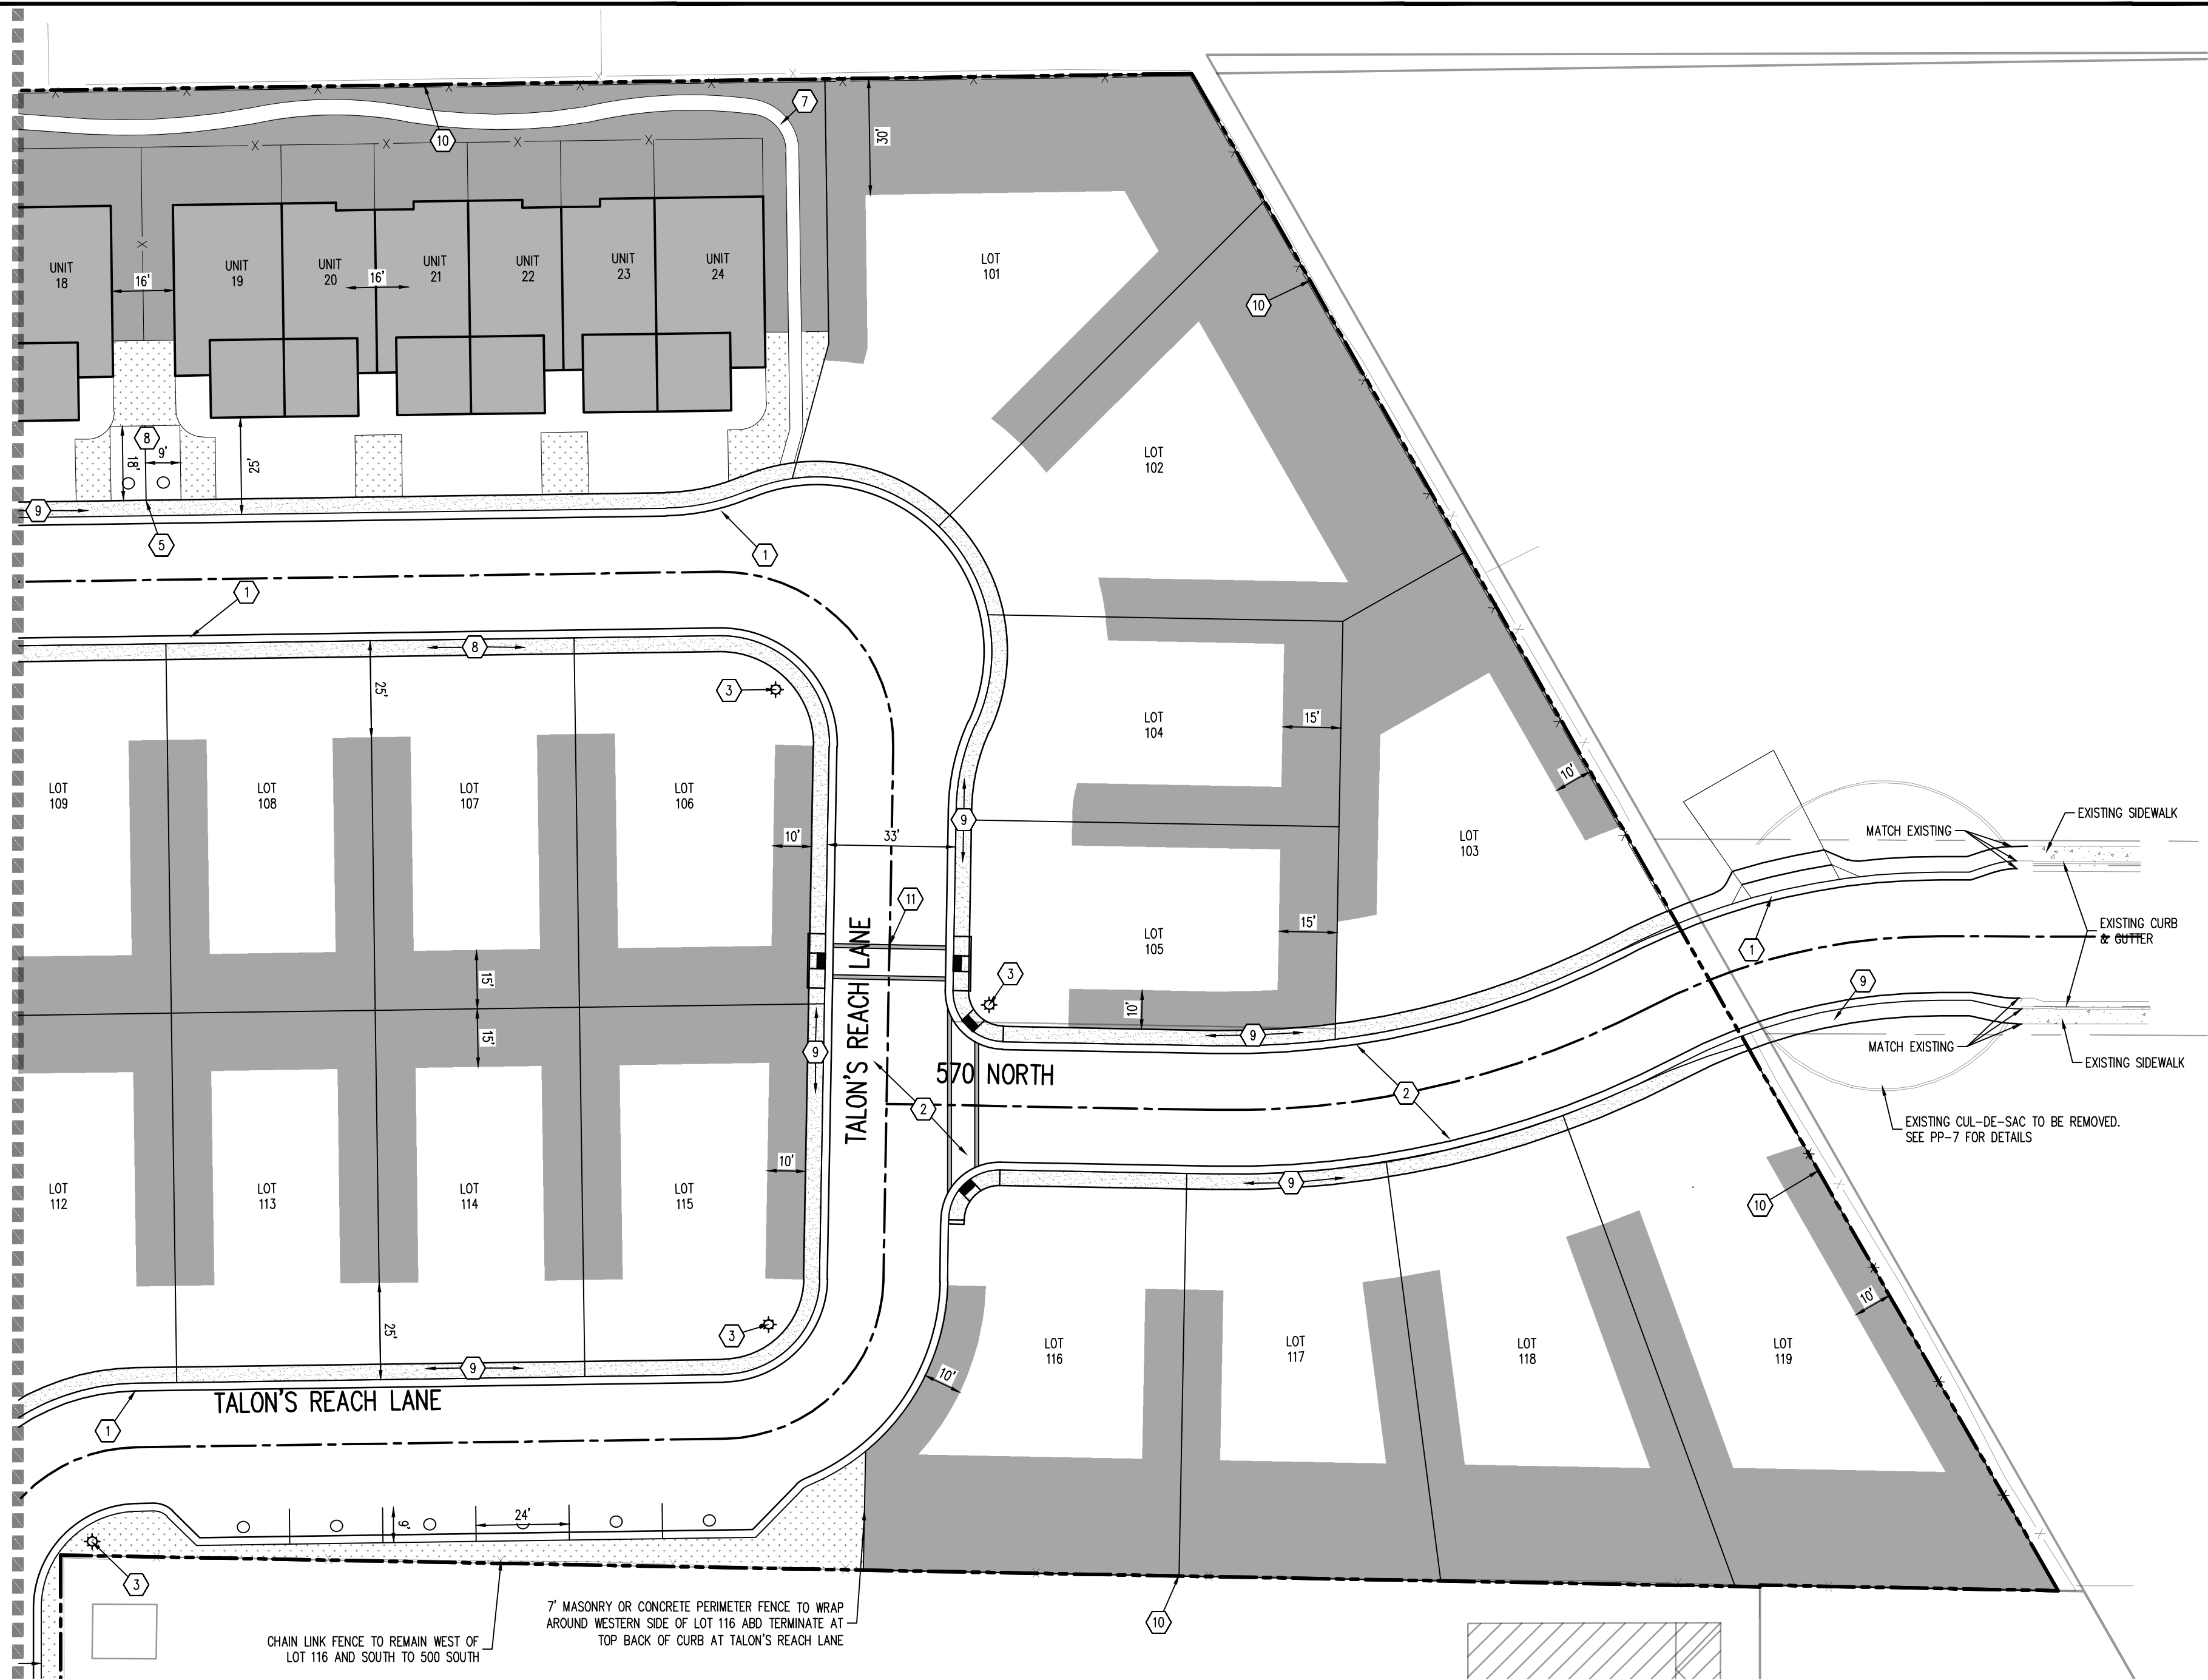 7
10
30'
UNIT
18
16'
UNIT
19
UNIT
20
16'
UNIT
21
UNIT
22
UNIT
23
UNIT
24
LOT
101
10
8
9'
18'
25'
LOT
102
9
5
1
1
8
25'
3
LOT
104
15'
10'
LOT
109
LOT
108
LOT
107
LOT
106
10'
33'
9
LOT
103
MATCH EXISTING
EXISTING SIDEWALK
11
LOT
105
15'
1
EXISTING CURB
& GUTTER
15'
15'
3
10'
9
9
9
TALON'S REACH LANE
570 NORTH
2
2
MATCH EXISTING
EXISTING SIDEWALK
EXISTING CUL-DE-SAC TO BE REMOVED.
SEE PP-7 FOR DETAILS
LOT
112
LOT
113
LOT
114
LOT
115
10'
9
10
25'
3
LOT
116
LOT
117
LOT
118
LOT
119
10'
10'
9
TALON'S REACH LANE
1
24'
9'
3
7' MASONRY OR CONCRETE PERIMETER FENCE TO WRAP
AROUND WESTERN SIDE OF LOT 116 ABD TERMINATE AT
TOP BACK OF CURB AT TALON'S REACH LANE
10
CHAIN LINK FENCE TO REMAIN WEST OF
LOT 116 AND SOUTH TO 500 SOUTH